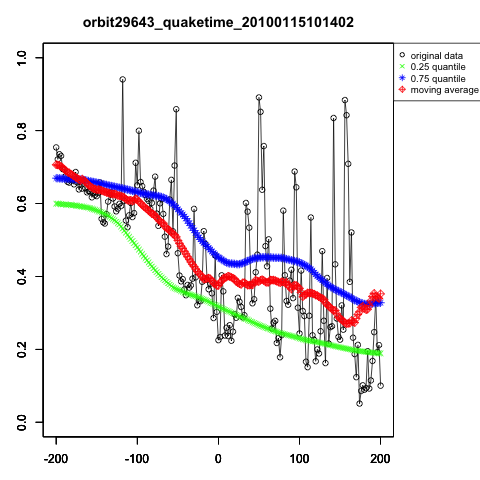 orbit29643_quaketime_20100115101402
original data
0.25 quantile
0.75 quantile
moving average
1.0
0.8
0.6
0.4
0.2
0.0
-200 -100 0 100 200